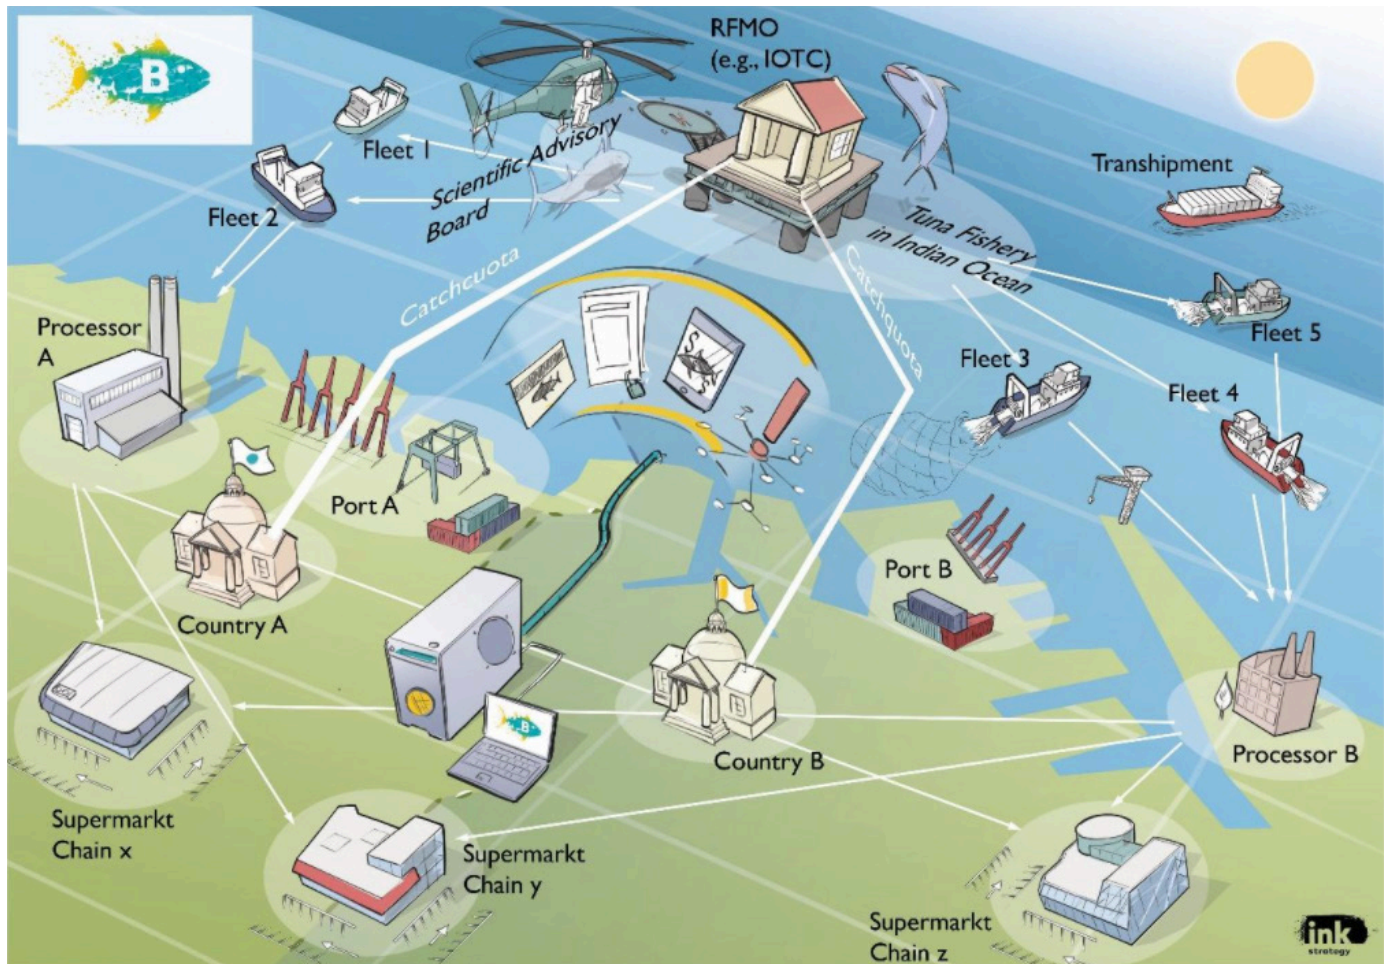 B
RFMO
(e.g., IOTC)
Fleet 1
Scientific Advisory
Board
Fleet 2
Transhipment
Tuna Fishery
in Indian Ocean
Catchcuota
Catchquota
Fleet 5
Processor
A
Fleet 3
Fleet 4
$
$
Port A
Port B
Country A
B
Country B
Processor B
Supermarkt
Chain x
Supermarkt
Chain y
Supermarkt
Chain z
ink
strategy